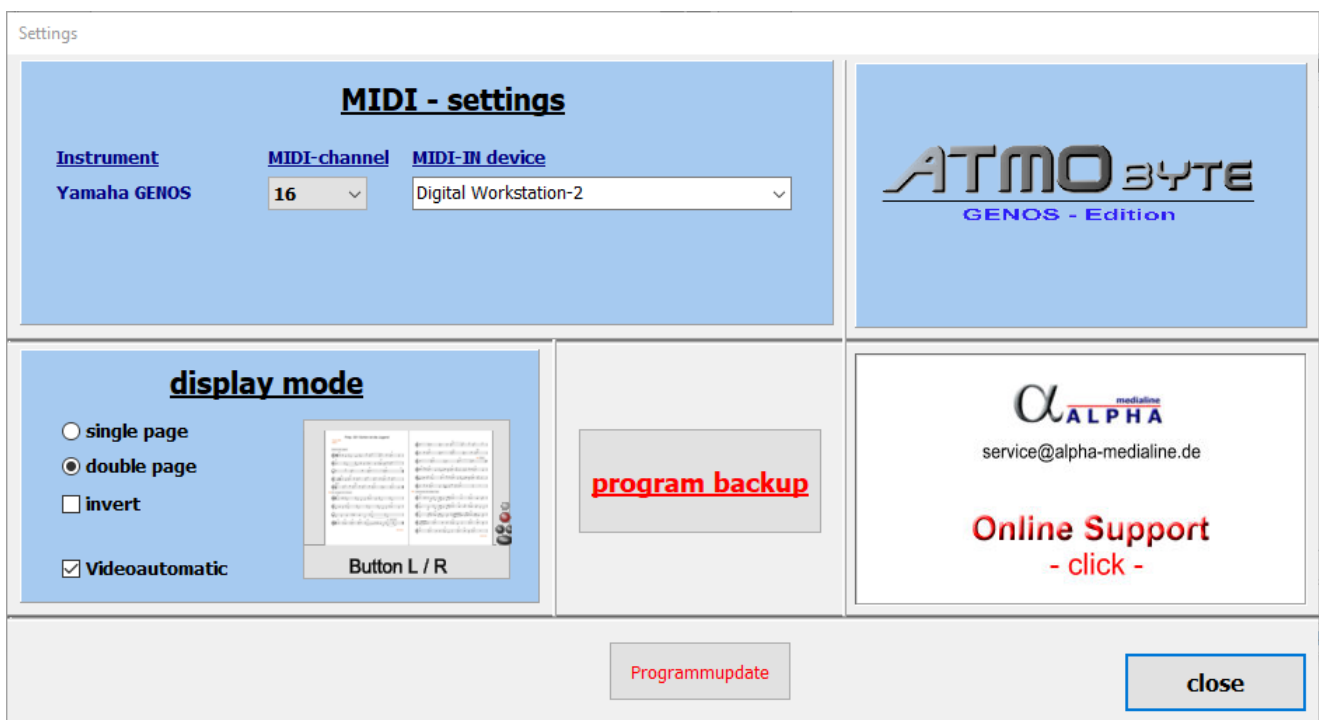 Settings
MIDI - settings
Instrument MIDI-channel MIDI-IN device
Yamaha GENOS 16 Digital Workstation-2
ATMO BYTE
GENOS - Edition
display mode
single page
double page
invert
Videoautomatic
Button L / R
program backup
α medialine
ALPHA
service@alpha-medialine.de
Online Support
- click -
Programmupdate
close